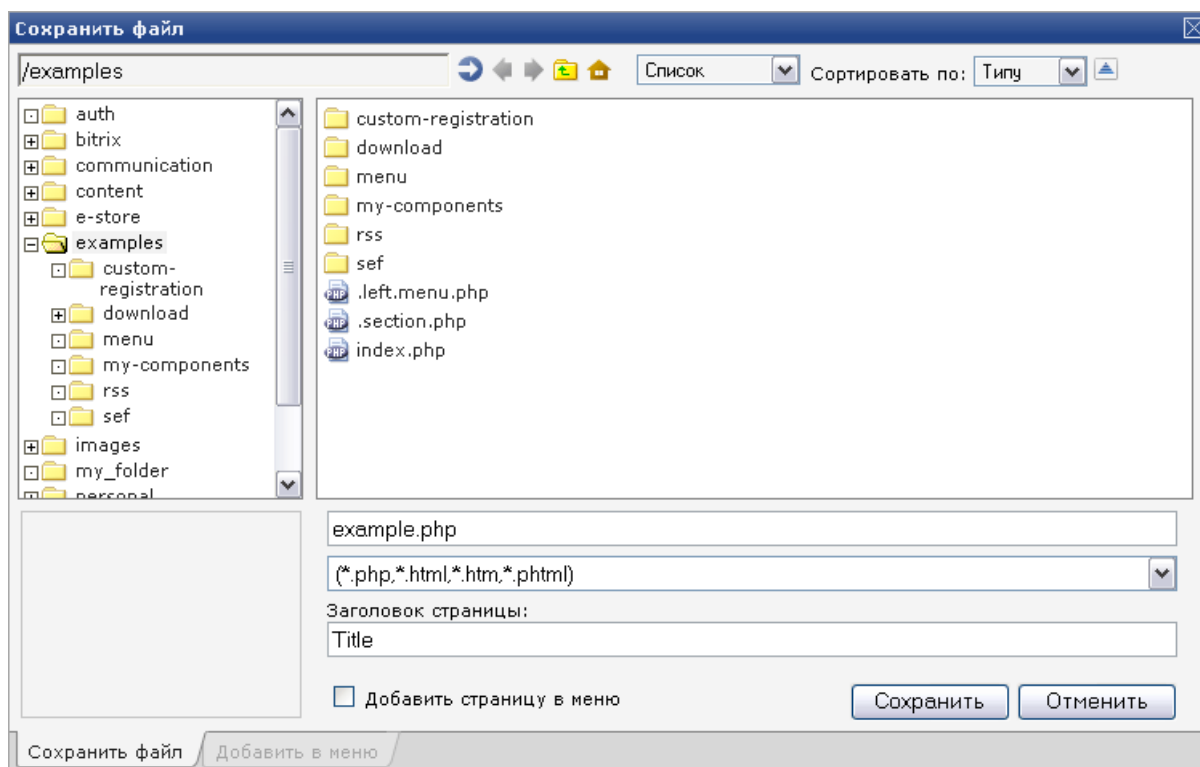 Сохранить файл
/examples
Список
Сортировать по:
Типу
auth
bitrix
communication
content
e-store
examples
custom-
registration
download
menu
my-components
rss
sef
images
my_folder
personal
custom-registration
download
menu
my-components
rss
sef
.left.menu.php
.section.php
index.php
example.php
(*.php,*.html,*.htm,*.phtml)
Заголовок страницы:
Title
Добавить страницу в меню
Сохранить
Отменить
Сохранить файл
Добавить в меню